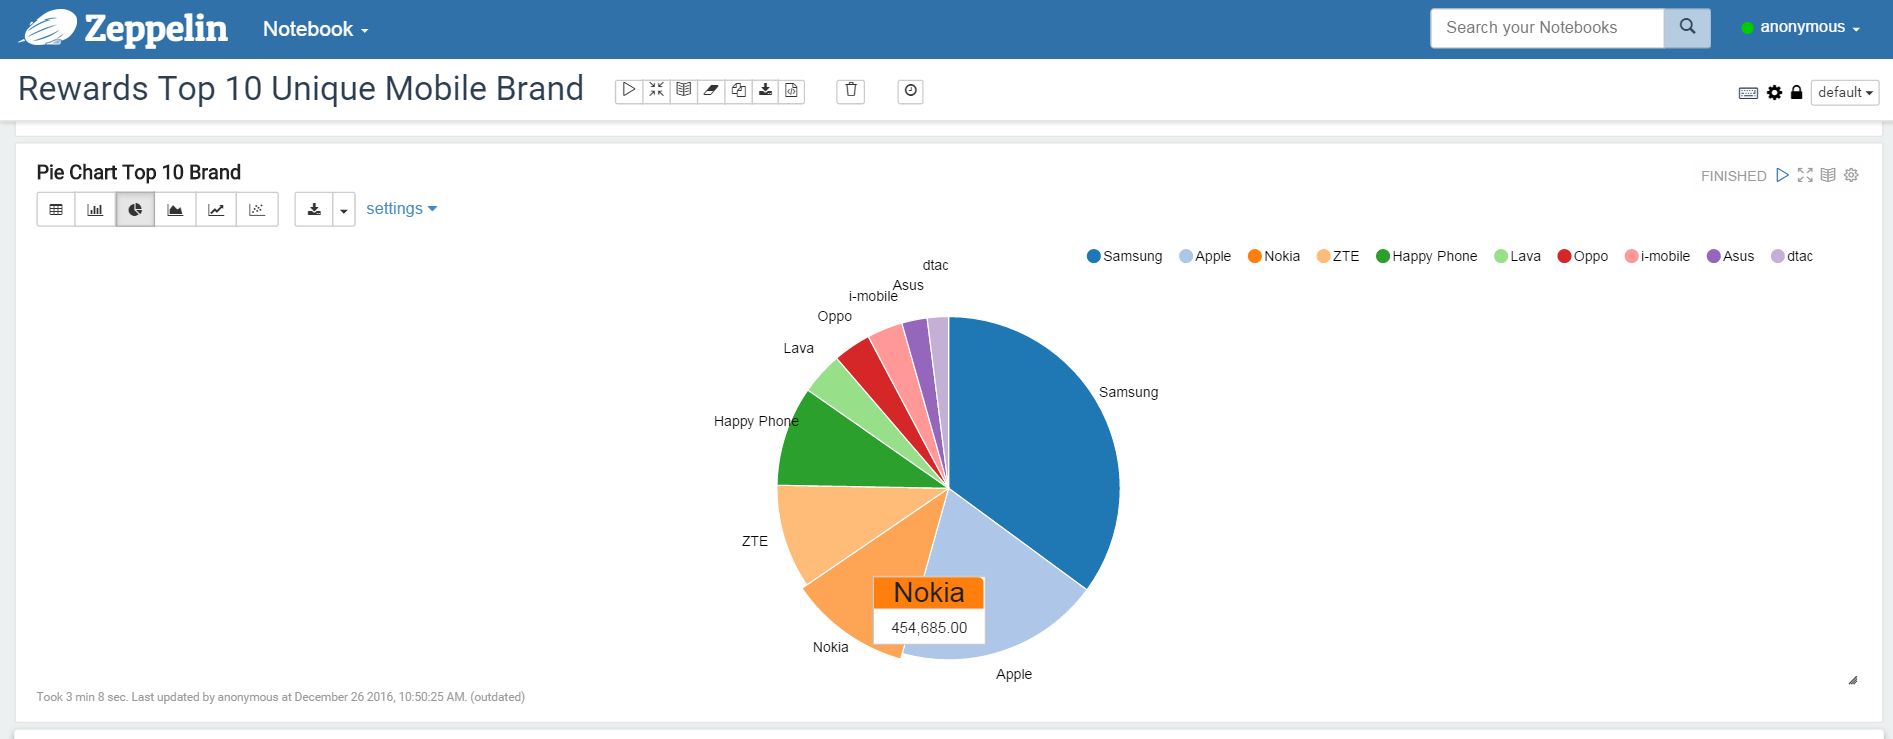 Zeppelin Notebook Search your Notebooks anonymous
Rewards Top 10 Unique Mobile Brand default
Pie Chart Top 10 Brand FINISHED
settings
Samsung Apple Nokia ZTE Happy Phone Lava Oppo i-mobile Asus dtac
dtac
Asus
i-mobile
Oppo
Lava
Samsung
Happy Phone
ZTE
Nokia
454,685.00
Nokia
Apple
Took 3 min 8 sec. Last updated by anonymous at December 26 2016, 10:50:25 AM. (outdated)